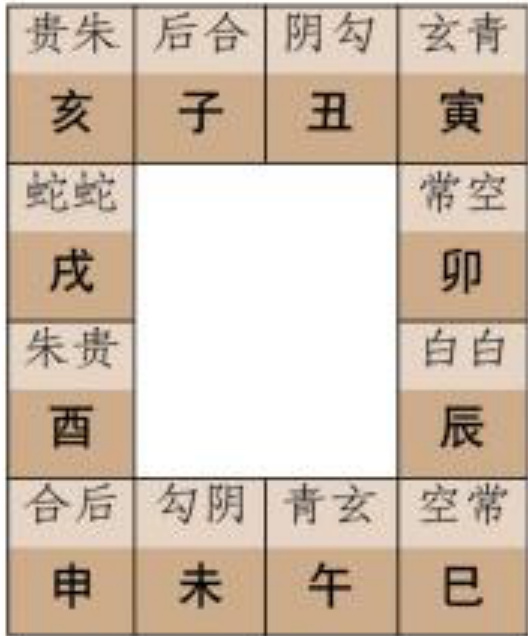 贵朱 后合 阴勾 玄青
亥 子 丑 寅
蛇蛇 常空
戌 卯
朱贵 白白
酉 辰
合后 勾阴 青玄 空常
申 未 午 巳